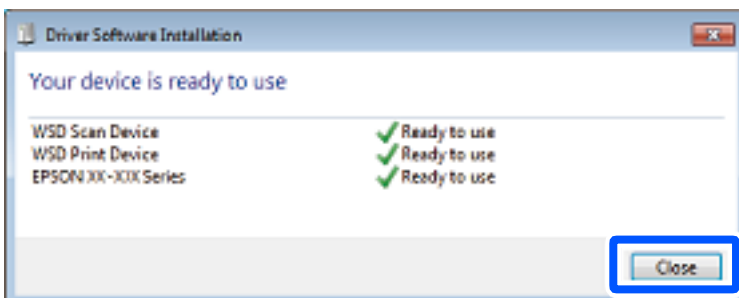 Driver Software Installation
Your device is ready to use
WSD Scan Device Ready to use
WSD Print Device Ready to use
EPSON XX-XXX Series Ready to use
Close